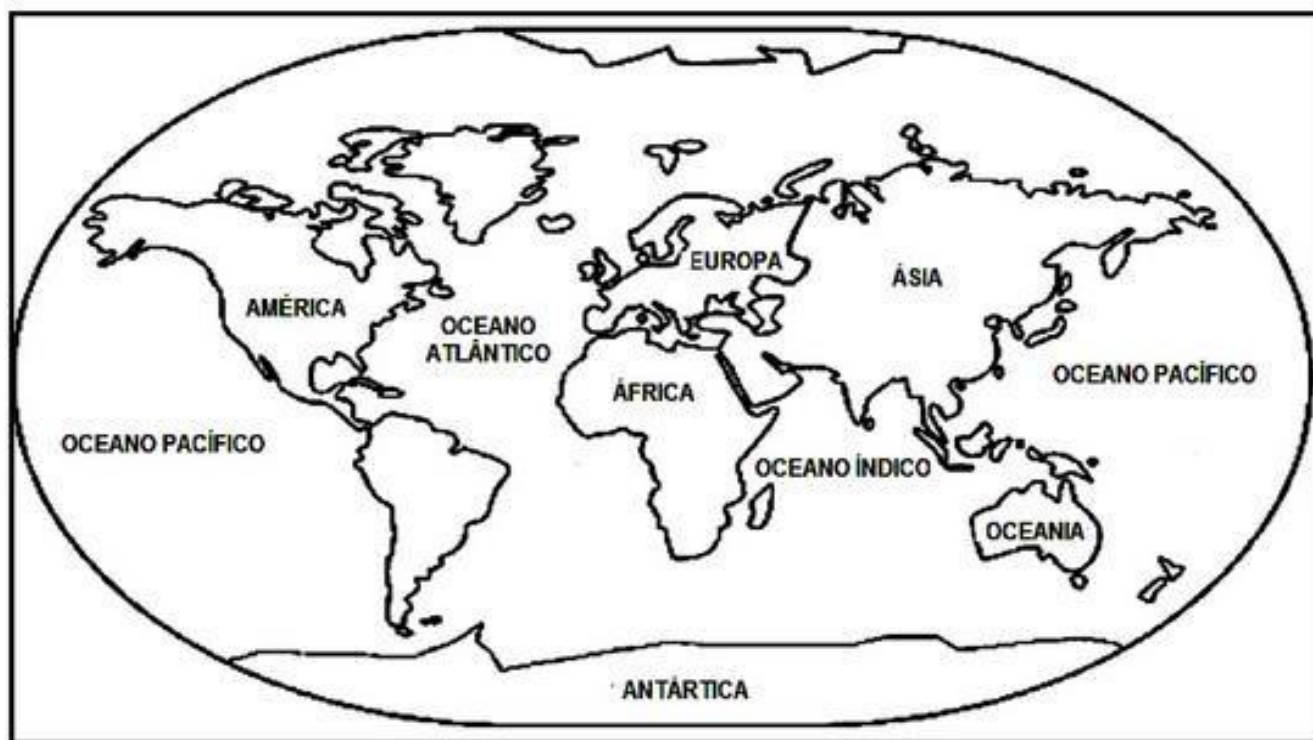 EUROPA
ÁSIA
AMÉRICA
OCEANO
ATLÂNTICO
OCEANO PACÍFICO
ÁFRICA
OCEANO PACÍFICO
OCEANO ÍNDICO
OCEANIA
ANTÁRTICA